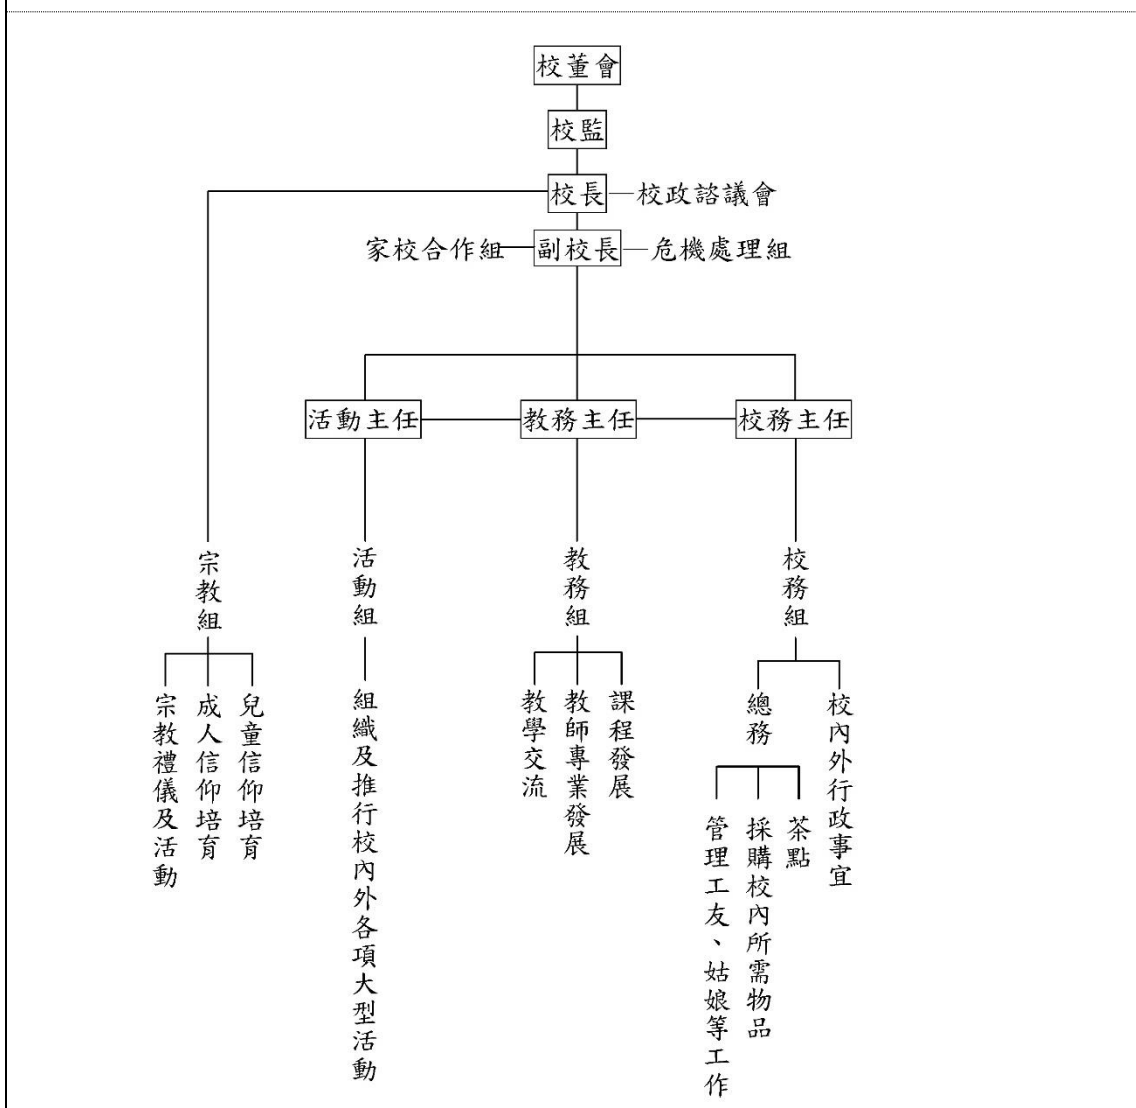 校董會
校監
校長
校政諮議會
家校合作組
副校長
危機處理組
活動主任
教務主任
校務主任
宗教組
活動組
教務組
校務組
宗教禮儀及活動
成人信仰培育
兒童信仰培育
組織及推行校內外各項大型活動
教學交流
教師專業發展
課程發展
總務
校內外行政事宜
管理工友、姑娘等工作
採購校內所需物品
茶點